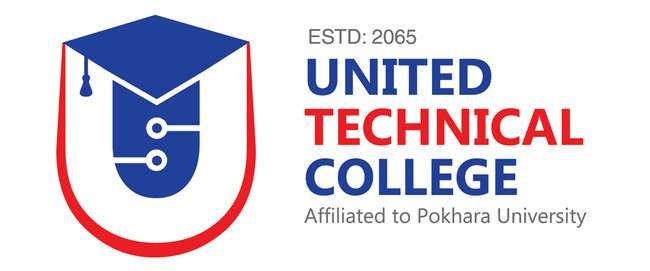 ESTD: 2065
UNITED
TECHNICAL
COLLEGE
Affiliated to Pokhara University